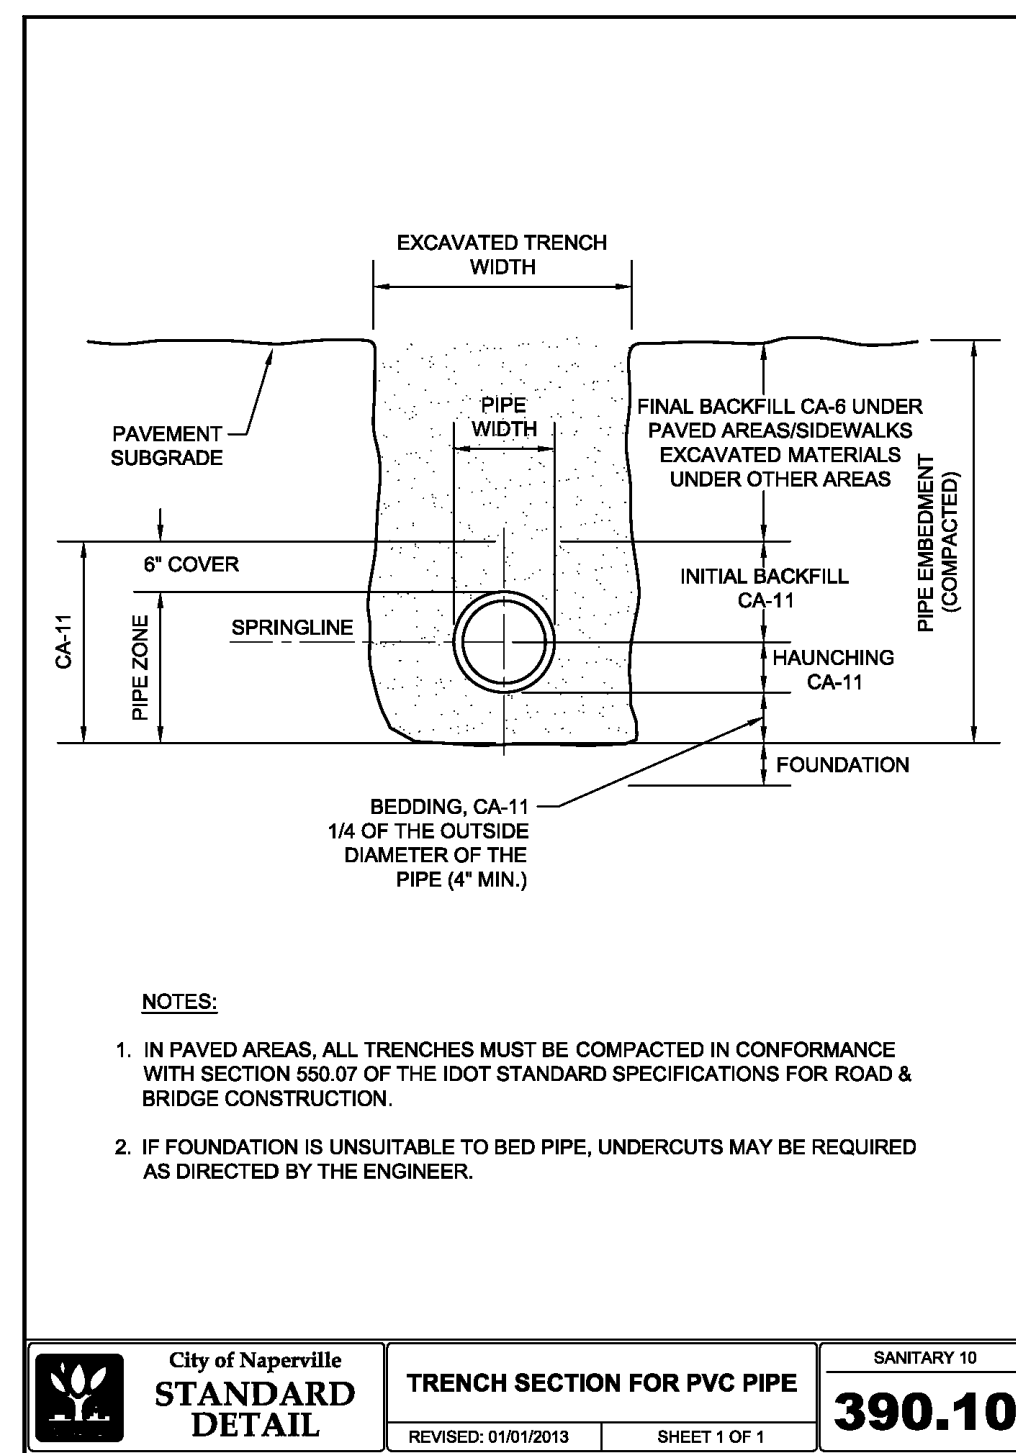 EXCAVATED TRENCH
WIDTH
PIPE
WIDTH
FINAL BACKFILL CA-6 UNDER
PAVED AREAS/SIDEWALKS
EXCAVATED MATERIALS
UNDER OTHER AREAS
PAVEMENT
SUBGRADE
PIPE EMBEDMENT
(COMPACTED)
6" COVER
INITIAL BACKFILL
CA-11
CA-11
PIPE ZONE
SPRINGLINE
HAUNCHING
CA-11
FOUNDATION
BEDDING, CA-11
1/4 OF THE OUTSIDE
DIAMETER OF THE
PIPE (4" MIN.)
NOTES:
1. IN PAVED AREAS, ALL TRENCHES MUST BE COMPACTED IN CONFORMANCE
WITH SECTION 550.07 OF THE IDOT STANDARD SPECIFICATIONS FOR ROAD &
BRIDGE CONSTRUCTION.
2. IF FOUNDATION IS UNSUITABLE TO BED PIPE, UNDERCUTS MAY BE REQUIRED
AS DIRECTED BY THE ENGINEER.
City of Naperville
STANDARD
DETAIL
TRENCH SECTION FOR PVC PIPE
REVISED: 01/01/2013
SHEET 1 OF 1
SANITARY 10
390.10